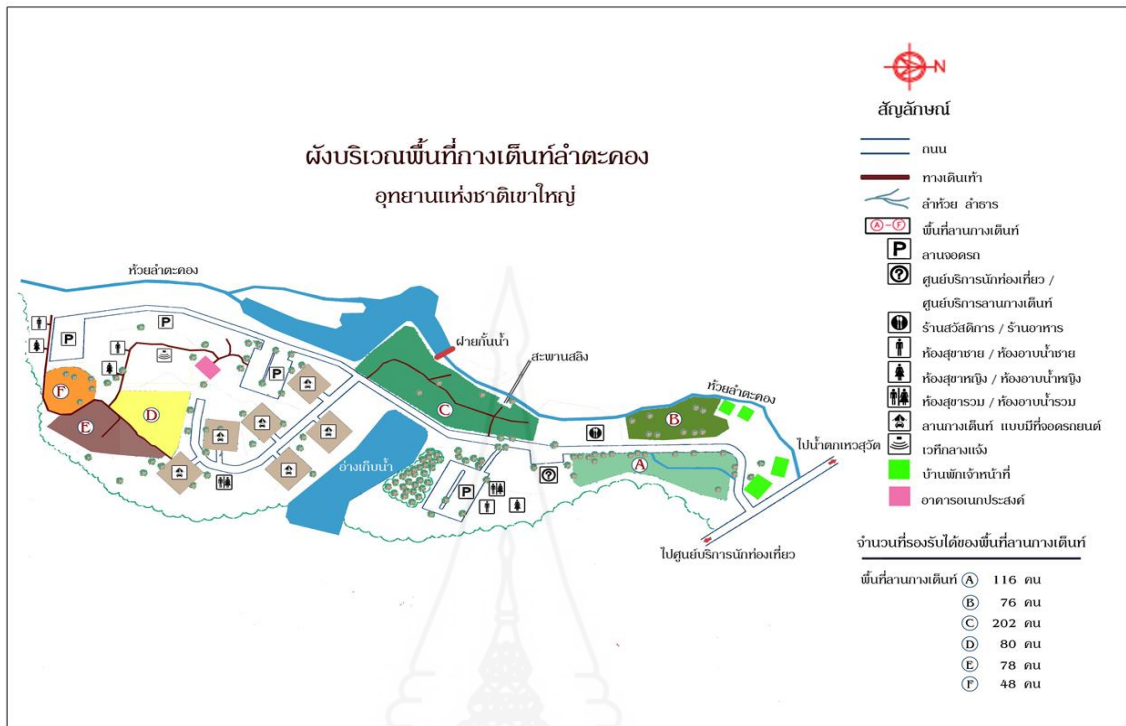 N
สัญลักษณ์
ผังบริเวณพื้นที่กางเต็นท์ลำตะคอง
อุทยานแห่งชาติเขาใหญ่
ถนน
ทางเดินเท้า
ลำห้วย ลำธาร
A-F พื้นที่ลานกางเต็นท์
P ลานจอดรถ
? ศูนย์บริการนักท่องเที่ยว /
ศูนย์บริการลานกางเต็นท์
ร้านสวัสดิการ / ร้านอาหาร
ห้องสุขาชาย / ห้องอาบน้ำชาย
ห้องสุขาหญิง / ห้องอาบน้ำหญิง
ห้องสุขารวม / ห้องอาบน้ำรวม
ลานกางเต็นท์ แบบมีที่จอดรถยนต์
เวทีกลางแจ้ง
บ้านพักเจ้าหน้าที่
อาคารอเนกประสงค์
ห้วยลำตะคอง
ฝายกั้นน้ำ
สะพานสลิง
ห้วยลำตะคอง
ไปน้ำตกเหวสุวัต
P
P
P
F
E
D
C
B
A
อ่างเก็บน้ำ
P
?
ไปศูนย์บริการนักท่องเที่ยว
จำนวนที่รองรับได้ของพื้นที่ลานกางเต็นท์
พื้นที่ลานกางเต็นท์ A 116 คน
B 76 คน
C 202 คน
D 80 คน
E 78 คน
F 48 คน